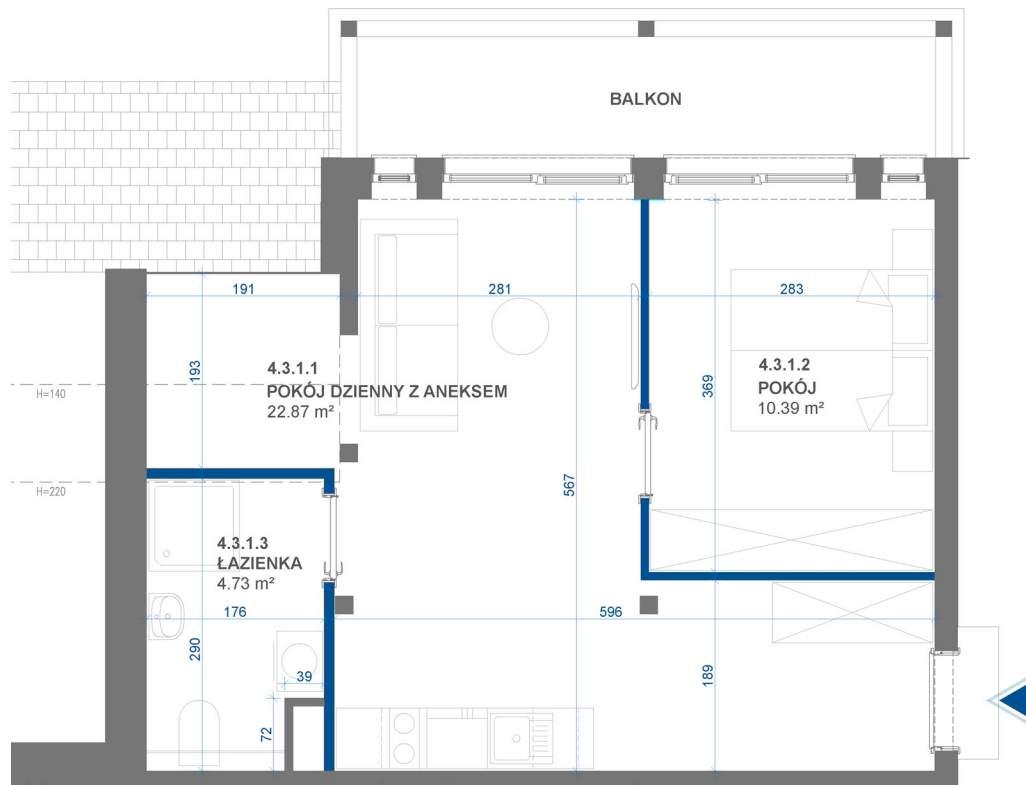 BALKON
191
281
283
193
4.3.1.1
POKÓJ DZIENNY Z ANEKSEM
22.87 m²
4.3.1.2
POKÓJ
10.39 m²
369
H=140
H=220
567
4.3.1.3
ŁAZIENKA
4.73 m²
176
596
290
39
189
72